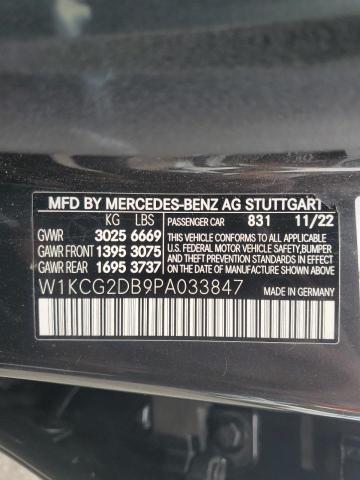 MFD BY MERCEDES-BENZ AG STUTTGART
KG LBS PASSENGER CAR 831 11/22
GVWR 3025 6669 THIS VEHICLE CONFORMS TO ALL APPLICABLE
GAWR FRONT 1395 3075 U.S. FEDERAL MOTOR VEHICLE SAFETY, BUMPER
GAWR REAR 1695 3737 AND THEFT PREVENTION STANDARDS IN EFFECT ON THE DATE OF MANUFACTURE SHOWN ABOVE.
W1KCG2DB9PA033847 MADE IN GERMANY